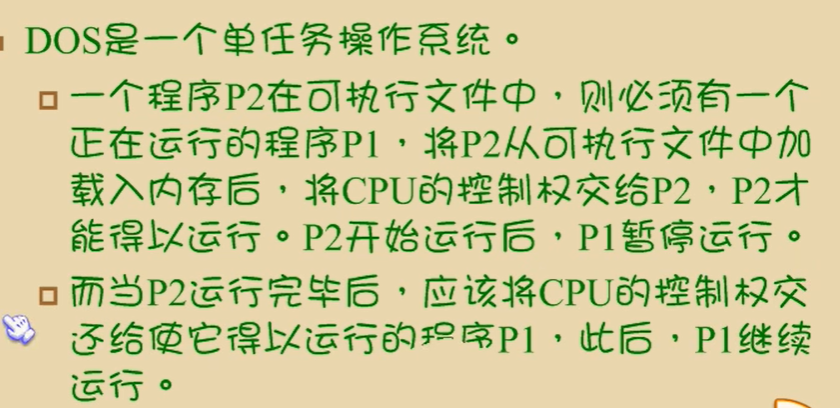 DOS是一个单任务操作系统。
一个程序P2在可执行文件中，则必须有一个
正在运行的程序P1，将P2从可执行文件中加
载入内存后，将CPU的控制权交给P2，P2才
能得以运行。P2开始运行后，P1暂停运行。
而当P2运行完毕后，应该将CPU的控制权交
还给使它得以运行的程序P1，此后，P1继续
运行。